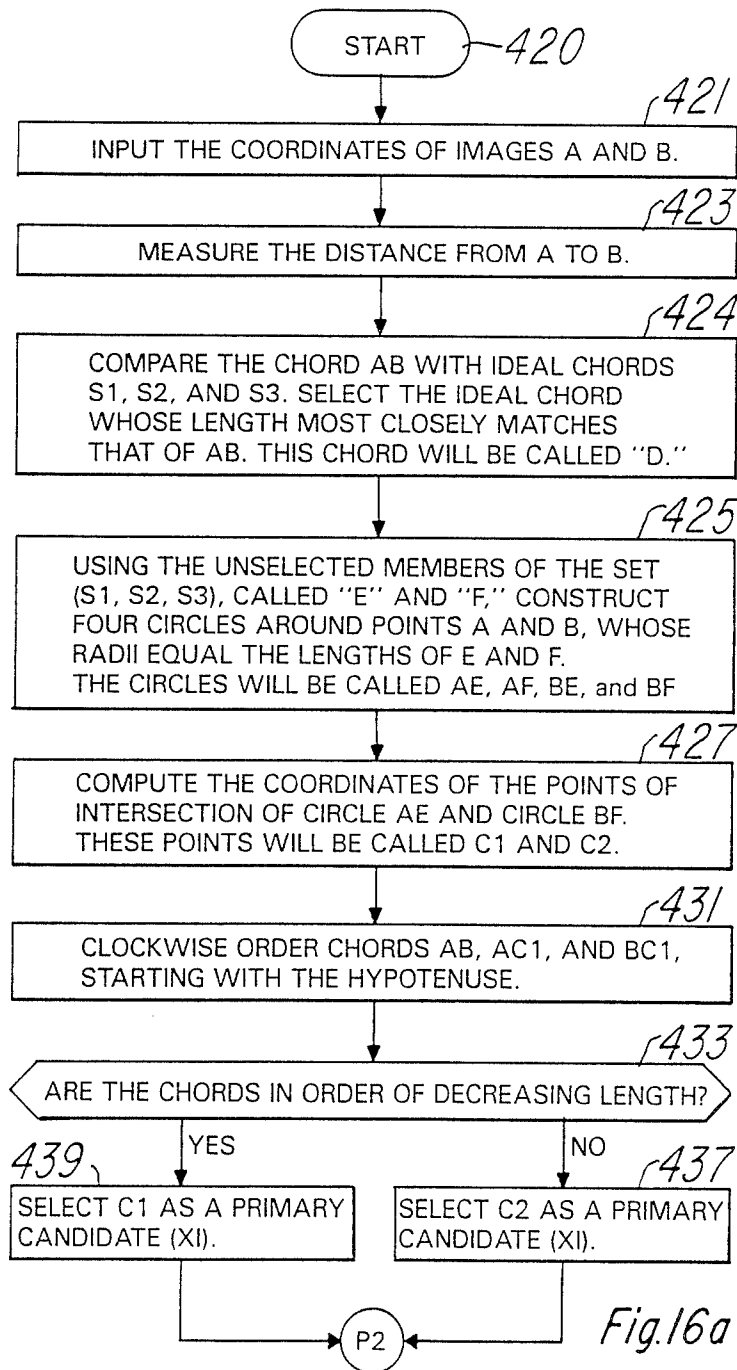 START
420
421
INPUT THE COORDINATES OF IMAGES A AND B.
423
MEASURE THE DISTANCE FROM A TO B.
424
COMPARE THE CHORD AB WITH IDEAL CHORDS
S1, S2, AND S3. SELECT THE IDEAL CHORD
WHOSE LENGTH MOST CLOSELY MATCHES
THAT OF AB. THIS CHORD WILL BE CALLED "D."
425
USING THE UNSELECTED MEMBERS OF THE SET
(S1, S2, S3), CALLED "E" AND "F," CONSTRUCT
FOUR CIRCLES AROUND POINTS A AND B, WHOSE
RADII EQUAL THE LENGTHS OF E AND F.
THE CIRCLES WILL BE CALLED AE, AF, BE, and BF
427
COMPUTE THE COORDINATES OF THE POINTS OF
INTERSECTION OF CIRCLE AE AND CIRCLE BF.
THESE POINTS WILL BE CALLED C1 AND C2.
431
CLOCKWISE ORDER CHORDS AB, AC1, AND BC1,
STARTING WITH THE HYPOTENUSE.
433
ARE THE CHORDS IN ORDER OF DECREASING LENGTH?
YES
NO
439
437
SELECT C1 AS A PRIMARY
CANDIDATE (XI).
SELECT C2 AS A PRIMARY
CANDIDATE (XI).
P2
Fig.16a